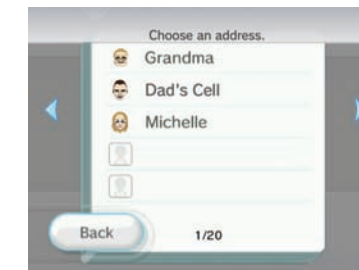 Choose an address.
Grandma
Dad's Cell
Michelle
Back
1/20